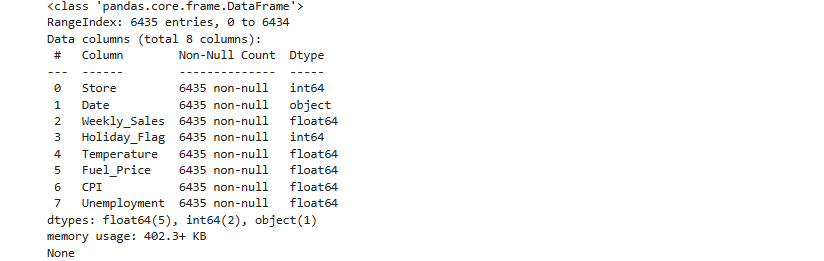 <class 'pandas.core.frame.DataFrame'>
RangeIndex: 6435 entries, 0 to 6434
Data columns (total 8 columns):
 #   Column        Non-Null Count  Dtype
---  ------        --------------  -----
 0   Store         6435 non-null   int64
 1   Date          6435 non-null   object
 2   Weekly_Sales  6435 non-null   float64
 3   Holiday_Flag  6435 non-null   int64
 4   Temperature   6435 non-null   float64
 5   Fuel_Price    6435 non-null   float64
 6   CPI           6435 non-null   float64
 7   Unemployment  6435 non-null   float64
dtypes: float64(5), int64(2), object(1)
memory usage: 402.3+ KB
None